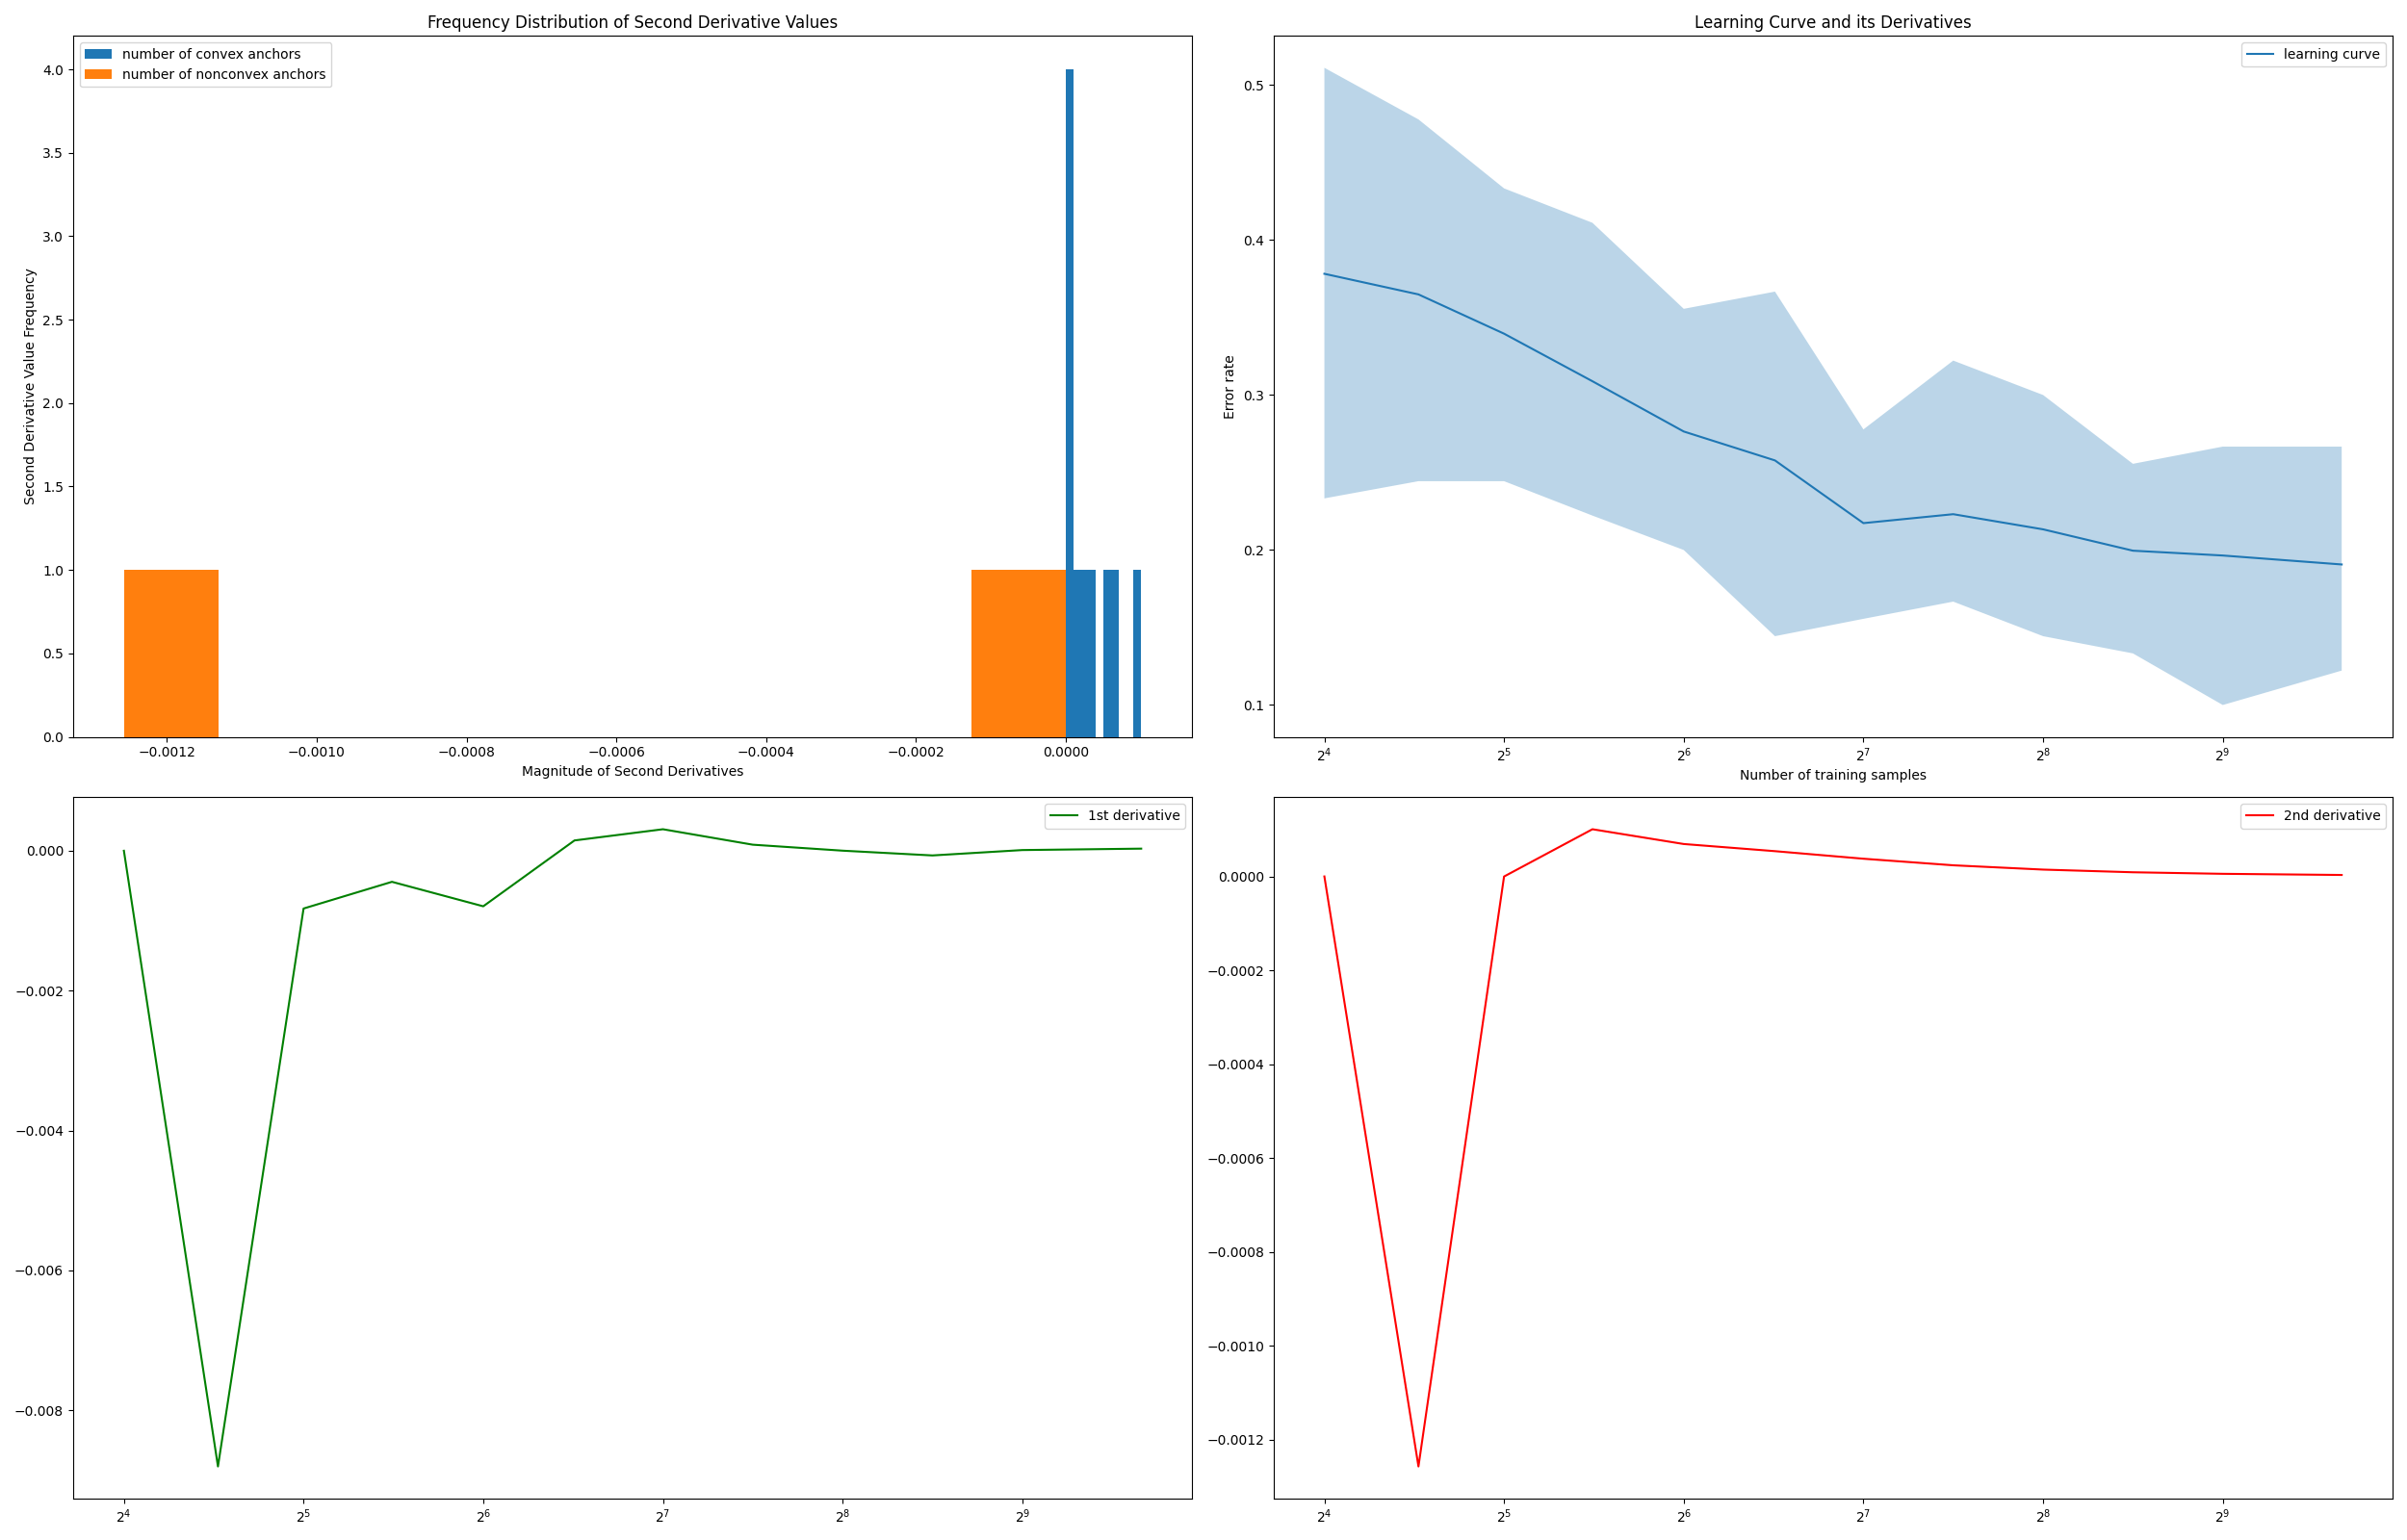 Frequency Distribution of Second Derivative Values
number of convex anchors
number of nonconvex anchors
Second Derivative Value Frequency
4.0
3.5
3.0
2.5
2.0
1.5
1.0
0.5
0.0
−0.0012 −0.0010 −0.0008 −0.0006 −0.0004 −0.0002 0.0000
Magnitude of Second Derivatives
Learning Curve and its Derivatives
learning curve
Error rate
0.5
0.4
0.3
0.2
0.1
2⁴ 2⁵ 2⁶ 2⁷ 2⁸ 2⁹
Number of training samples
1st derivative
0.000
−0.002
−0.004
−0.006
−0.008
2⁴ 2⁵ 2⁶ 2⁷ 2⁸ 2⁹
2nd derivative
0.0000
−0.0002
−0.0004
−0.0006
−0.0008
−0.0010
−0.0012
2⁴ 2⁵ 2⁶ 2⁷ 2⁸ 2⁹